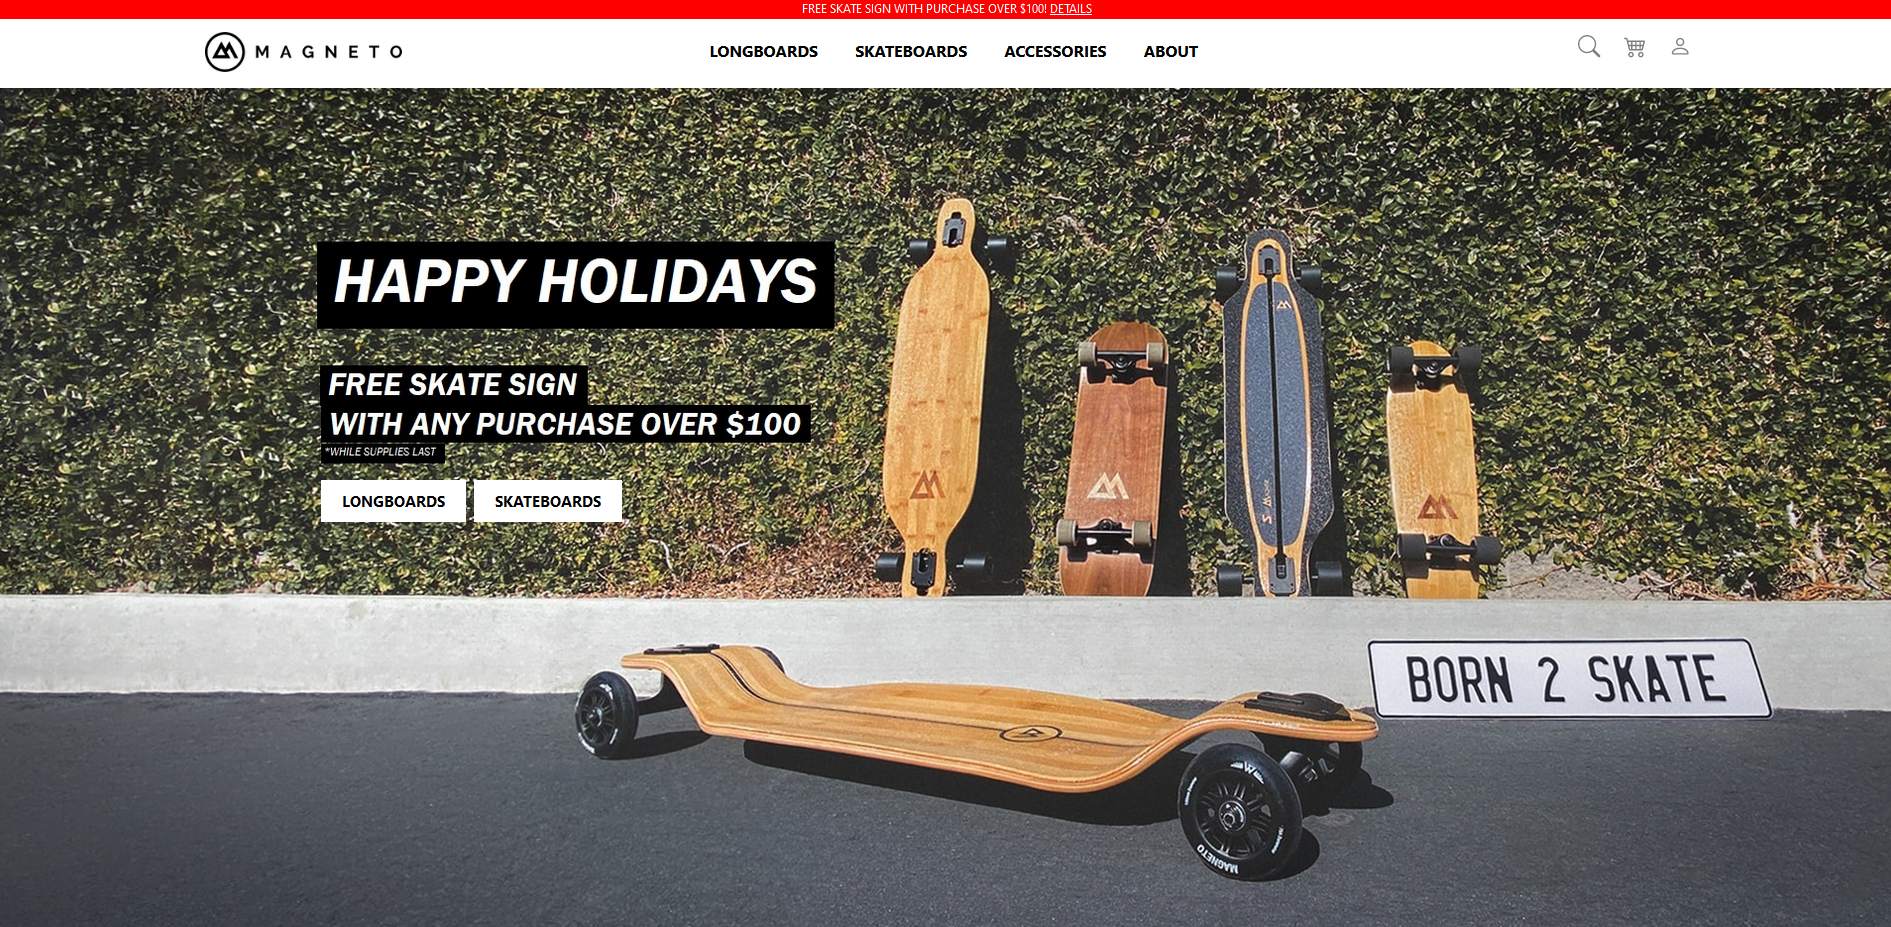 FREE SKATE SIGN WITH PURCHASE OVER $100! DETAILS
MAGNETO
LONGBOARDS SKATEBOARDS ACCESSORIES ABOUT
HAPPY HOLIDAYS
FREE SKATE SIGN
WITH ANY PURCHASE OVER $100
*WHILE SUPPLIES LAST
LONGBOARDS SKATEBOARDS
BORN 2 SKATE
MAGNETO